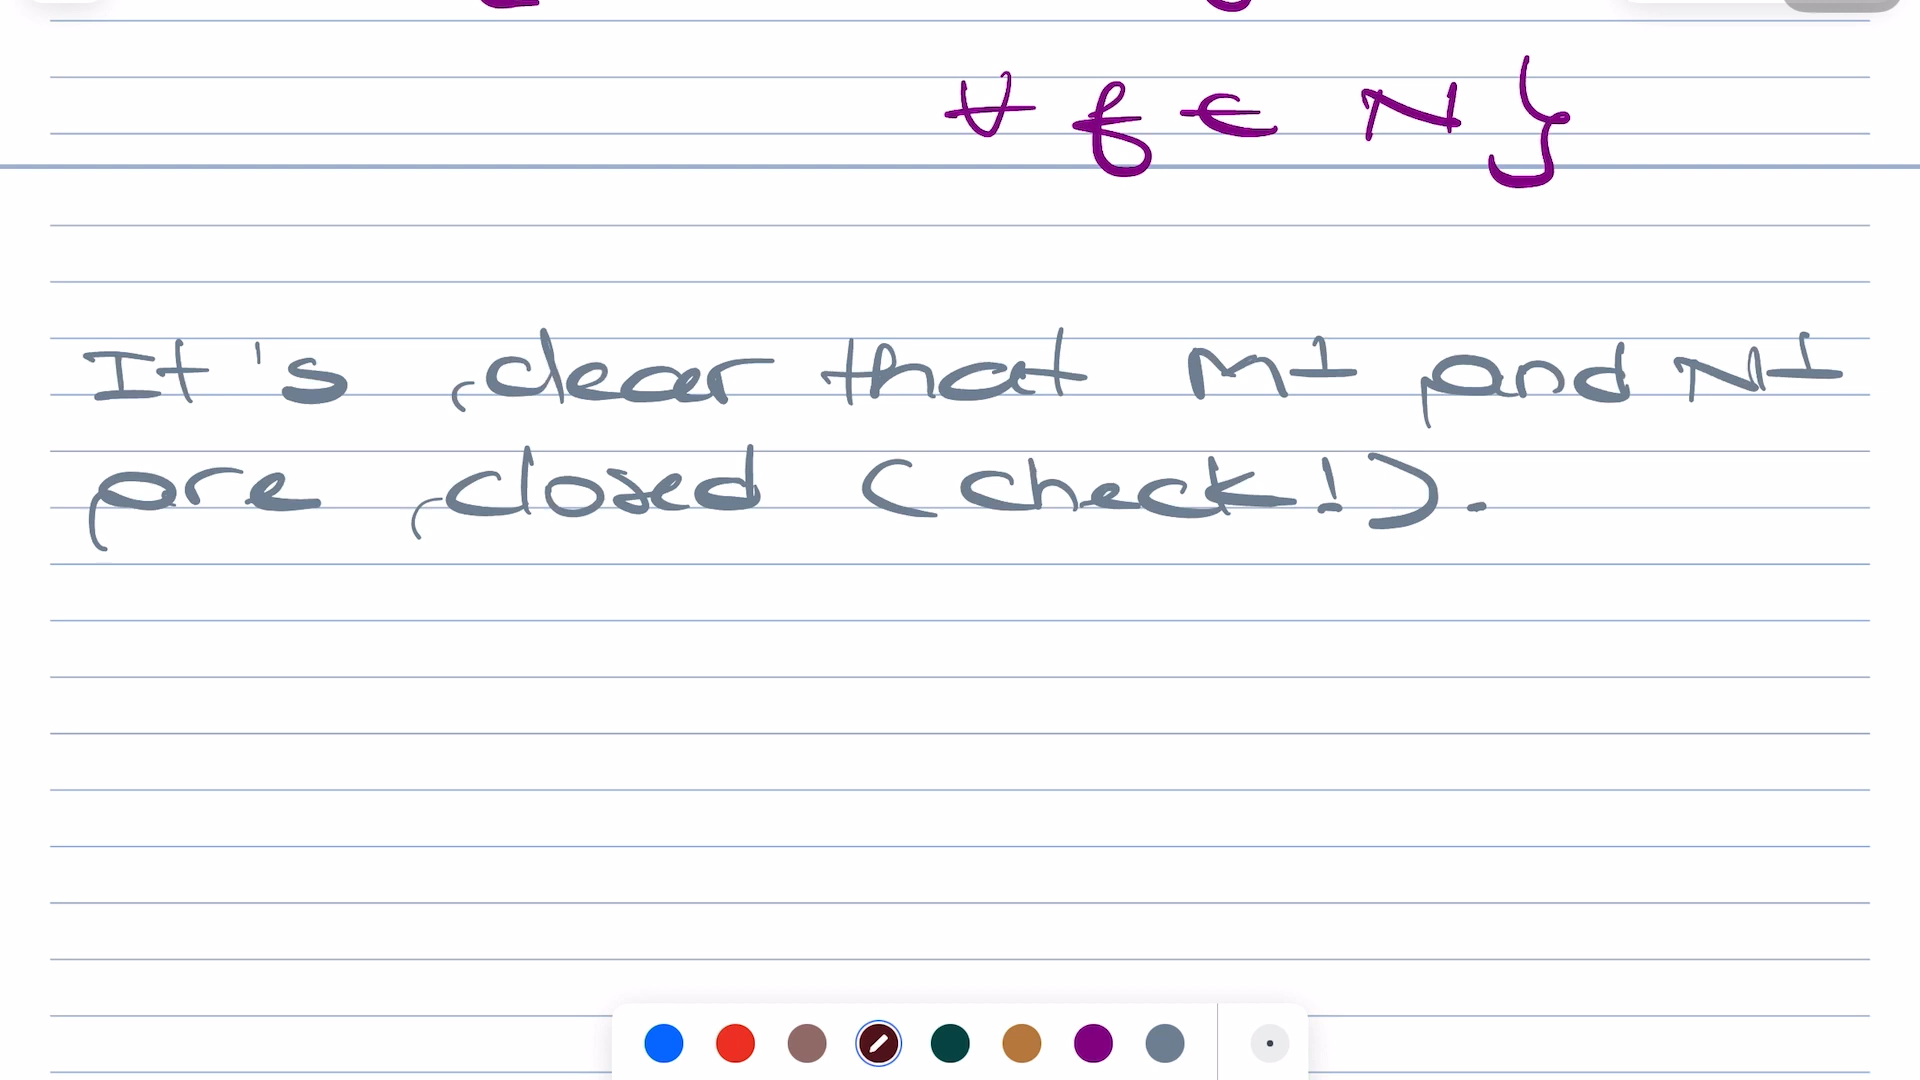 ∀ f ∈ N }
It's clear that M⊥ and N⊥
are closed (check!).